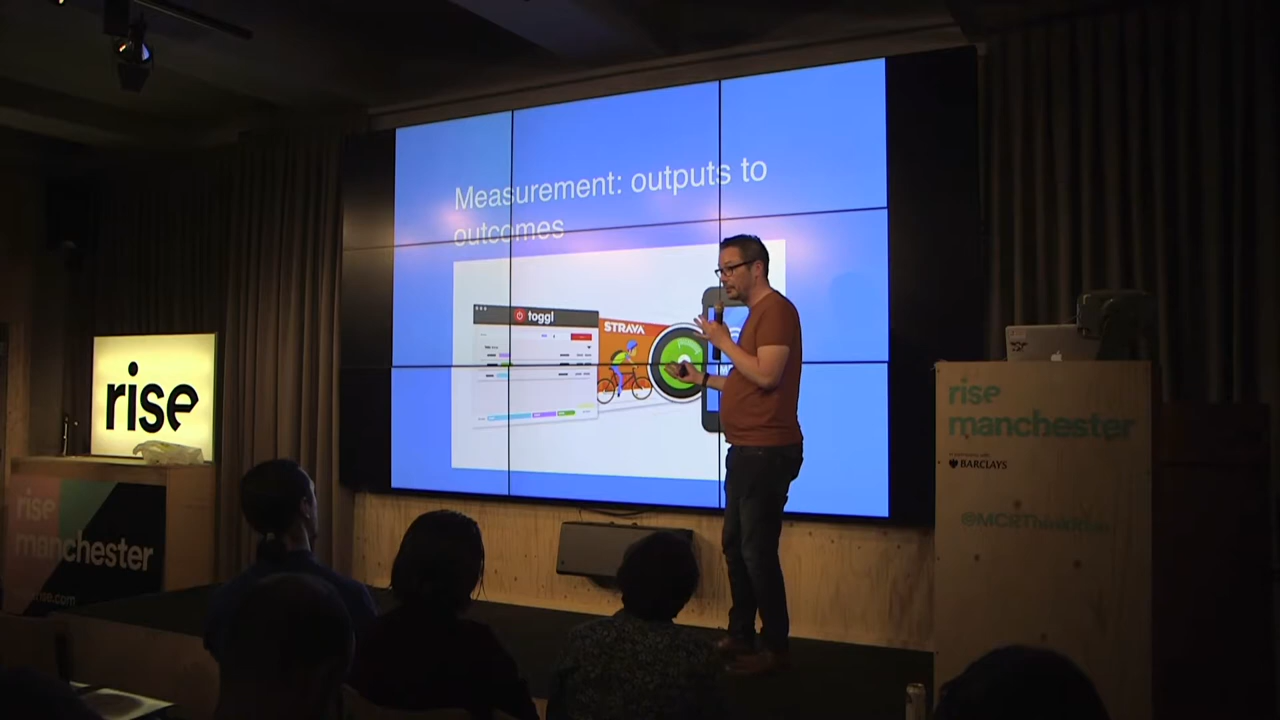 Measurement: outputs to
outcomes
toggl
STRAVA
rise
rise
manchester
rise
manchester
BARCLAYS